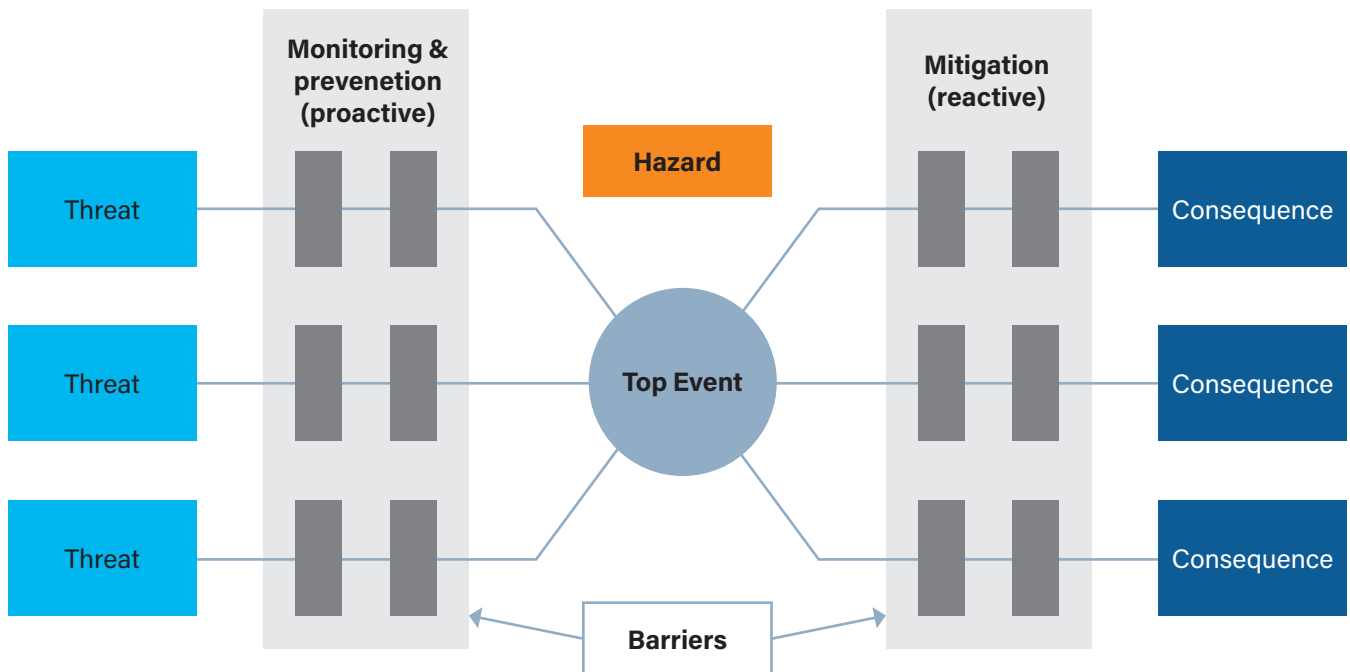 Monitoring &
prevenetion
(proactive)
Mitigation
(reactive)
Hazard
Threat
Consequence
Threat
Top Event
Consequence
Threat
Consequence
Barriers